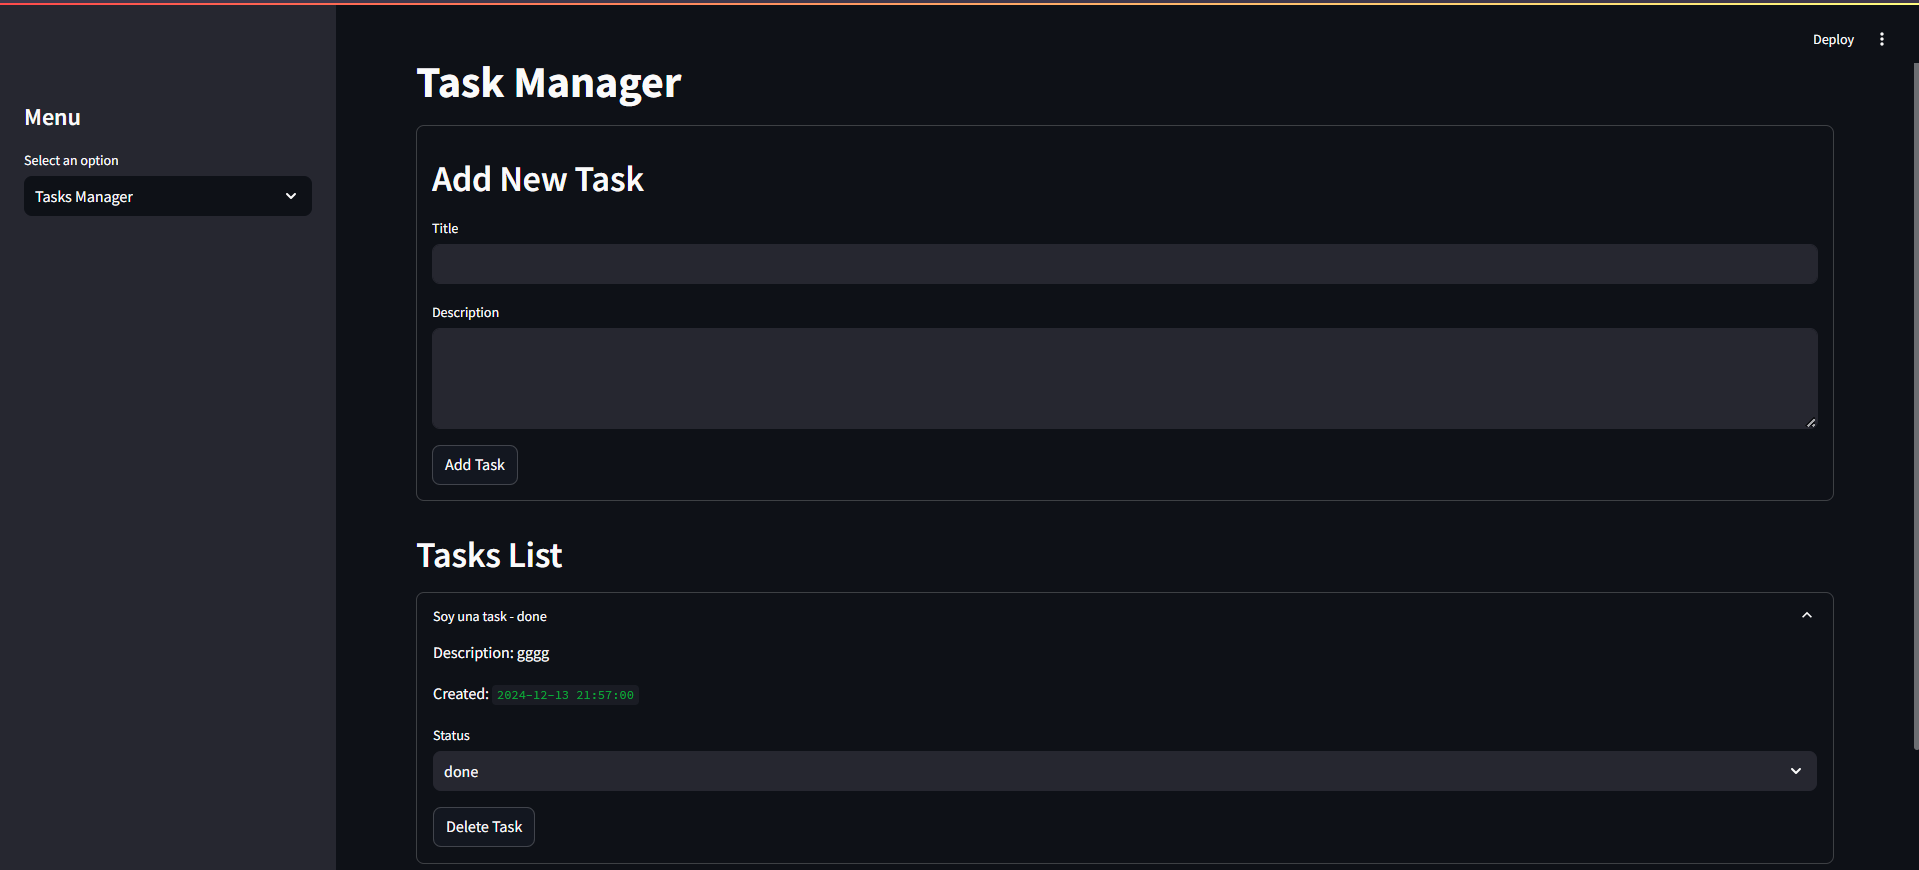 Deploy
Menu
Select an option
Tasks Manager
Task Manager
Add New Task
Title
Description
Add Task
Tasks List
Soy una task - done
Description: gggg
Created: 2024-12-13 21:57:00
Status
done
Delete Task